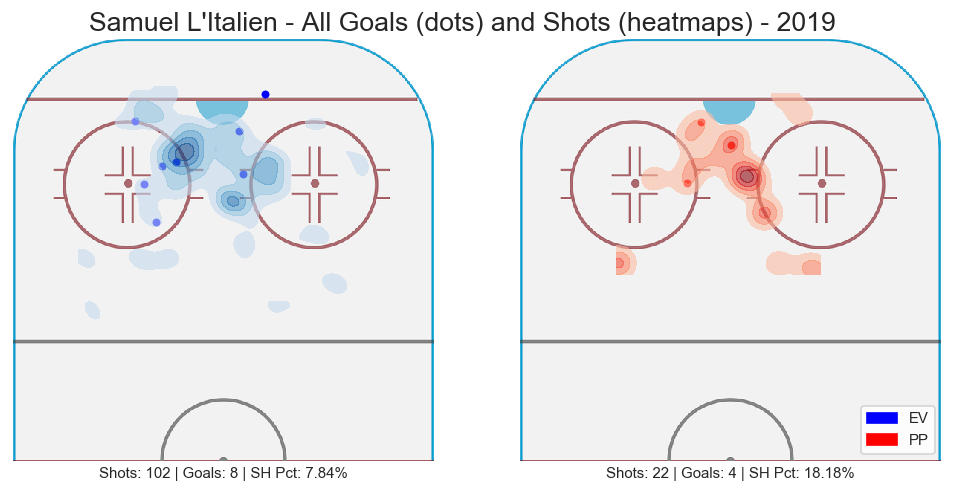 Samuel L'Italien - All Goals (dots) and Shots (heatmaps) - 2019
EV
PP
Shots: 102 | Goals: 8 | SH Pct: 7.84%
Shots: 22 | Goals: 4 | SH Pct: 18.18%